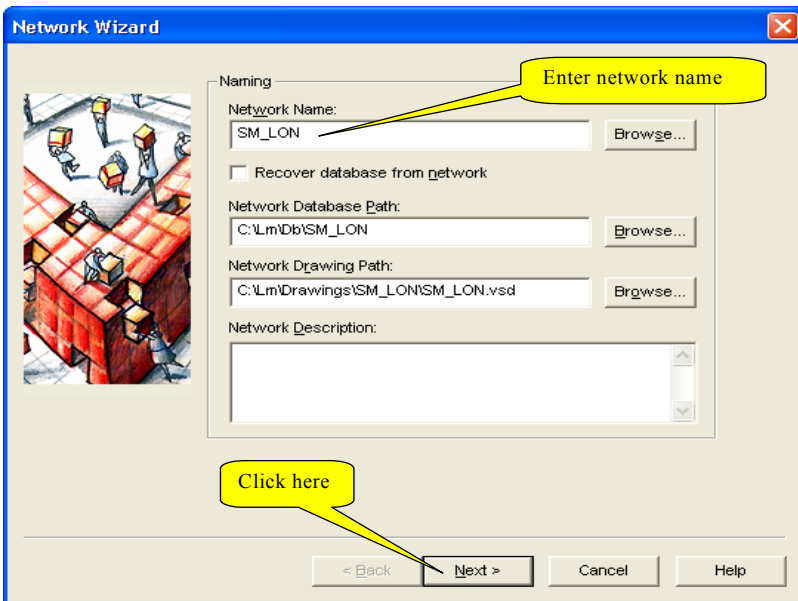 Network Wizard
Naming
Enter network name
Network Name:
SM_LON
Browse...
Recover database from network
Network Database Path:
C:\Lm\Db\SM_LON
Browse...
Network Drawing Path:
C:\Lm\Drawings\SM_LON\SM_LON.vsd
Browse...
Network Description:
Click here
< Back
Next >
Cancel
Help